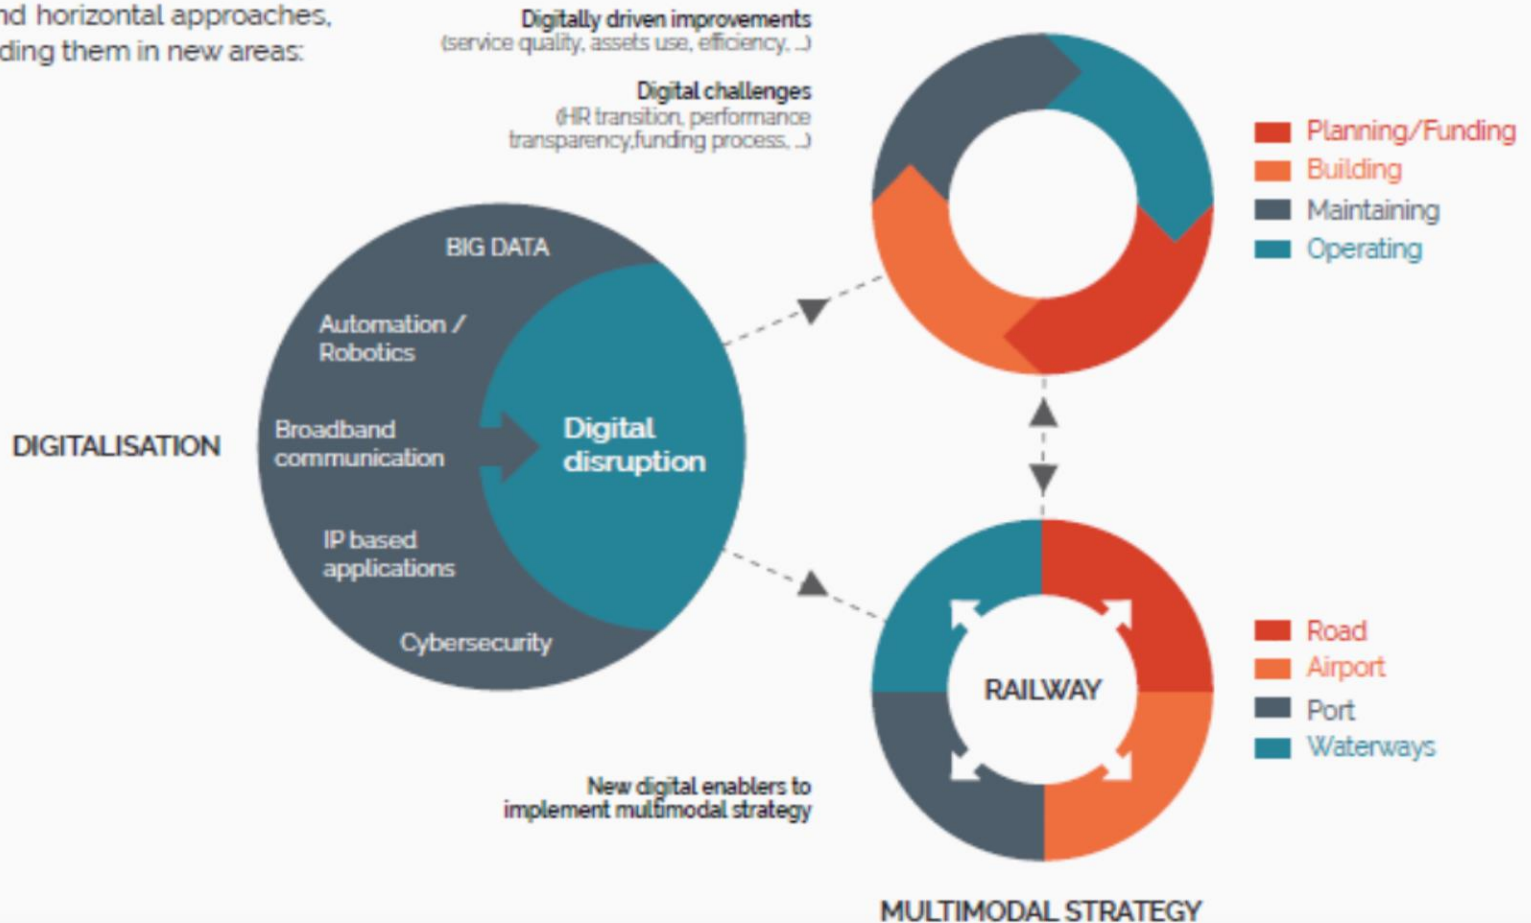 nd horizontal approaches,
ding them in new areas:
Digitally driven improvements
(service quality, assets use, efficiency, ...)
Digital challenges
(HR transition, performance
transparency,funding process, ...)
Planning/Funding
Building
Maintaining
Operating
DIGITALISATION
BIG DATA
Automation /
Robotics
Broadband
communication
IP based
applications
Cybersecurity
Digital
disruption
RAILWAY
Road
Airport
Port
Waterways
New digital enablers to
implement multimodal strategy
MULTIMODAL STRATEGY